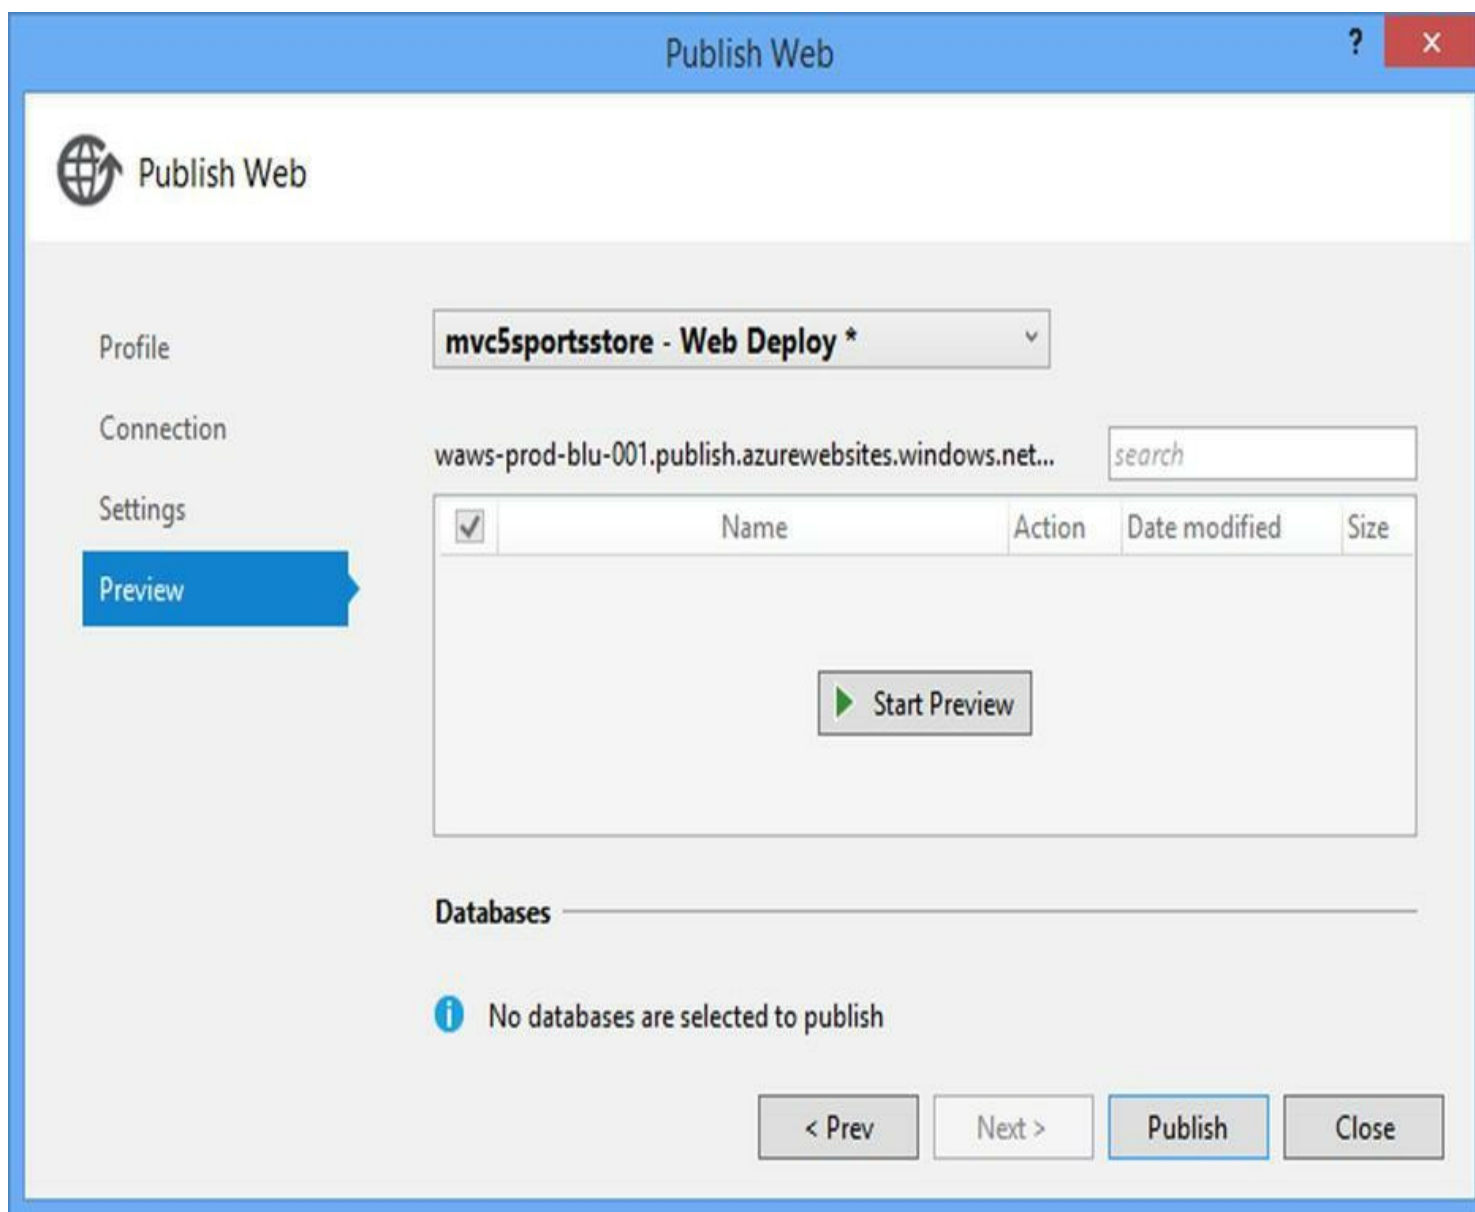 Publish Web
?
x
Publish Web
Profile
Connection
Settings
Preview
mvc5sportsstore - Web Deploy *
waws-prod-blu-001.publish.azurewebsites.windows.net...
search
Name Action Date modified Size
Start Preview
Databases
No databases are selected to publish
< Prev Next > Publish Close